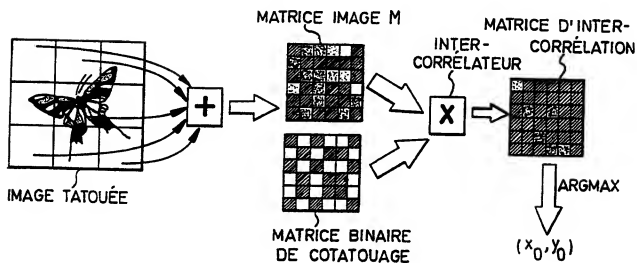 MATRICE IMAGE M
MATRICE D'INTER-
CORRÉLATION
INTER-
CORRÉLATEUR
+
X
IMAGE TATOUÉE
MATRICE BINAIRE
DE COTATOUAGE
ARGMAX
(x₀,y₀)